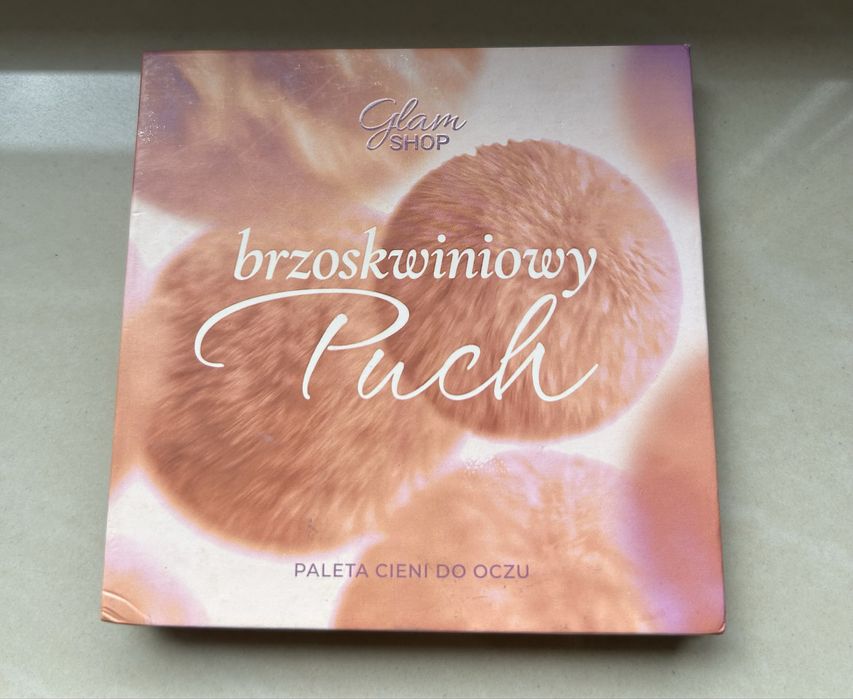 Glam
SHOP
brzoskwiniowy
Puch
PALETA CIENI DO OCZU